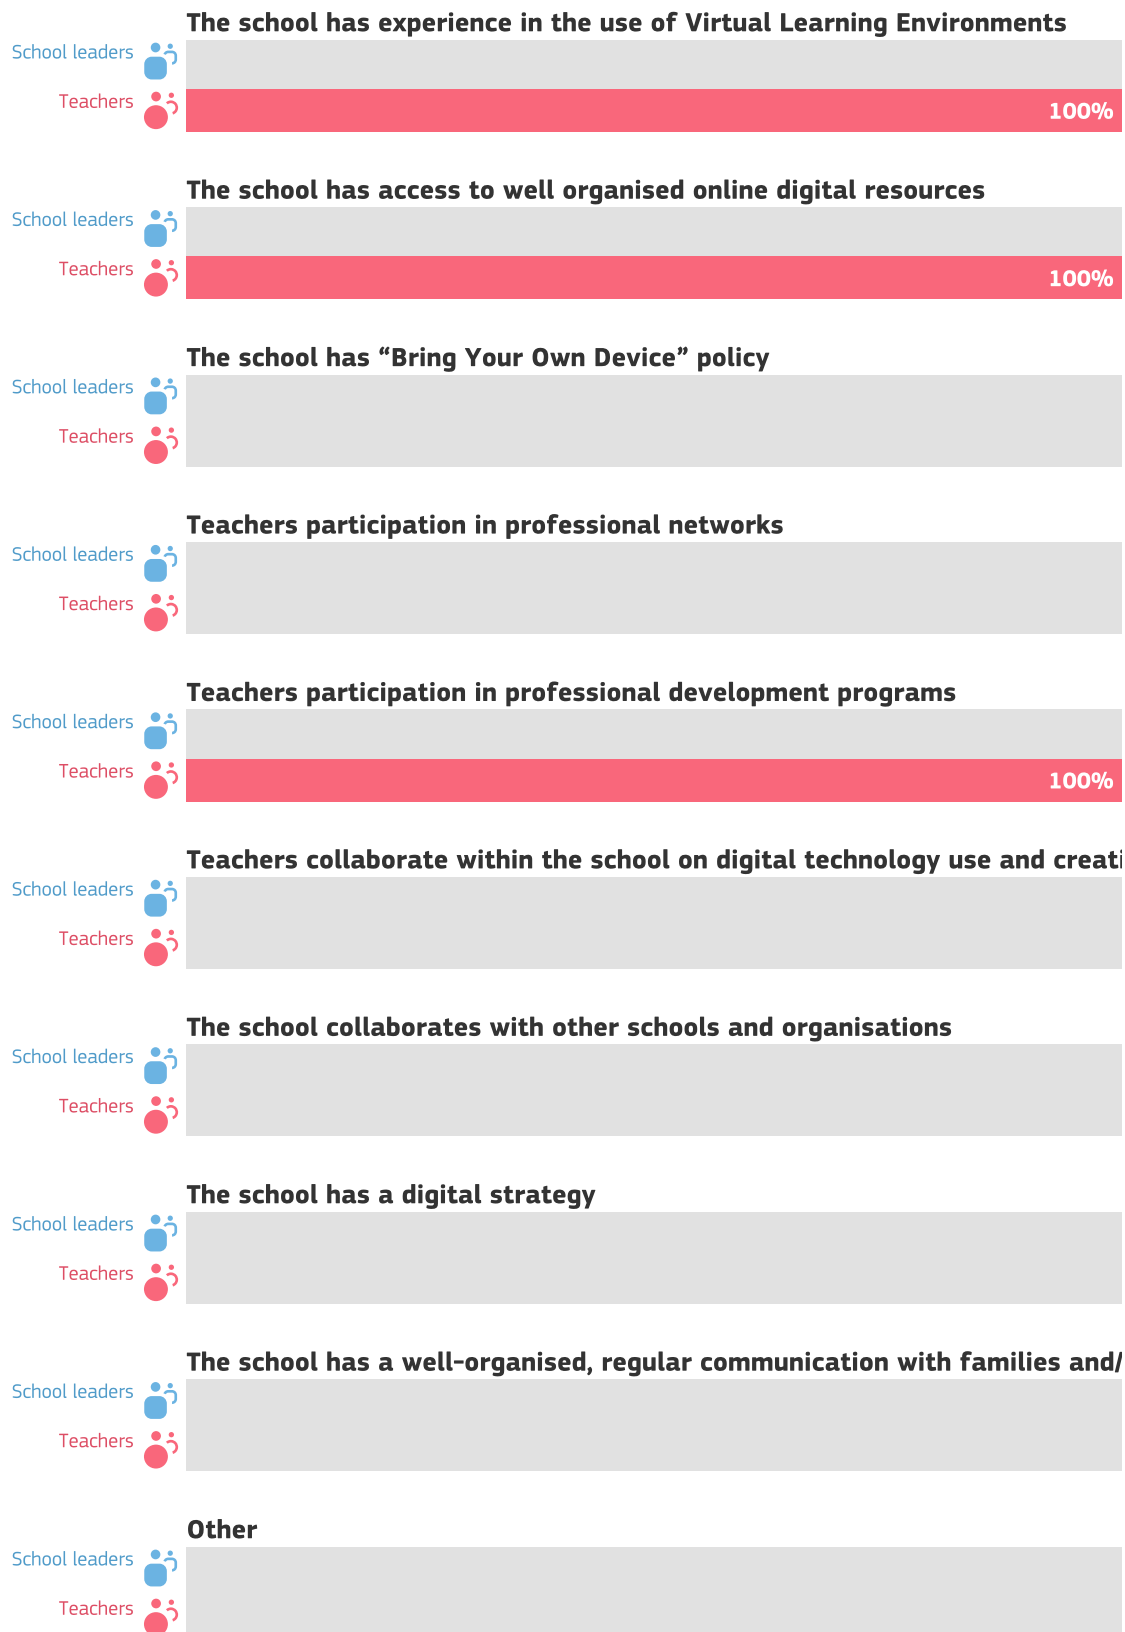 The school has experience in the use of Virtual Learning Environments
School leaders
Teachers
100%
The school has access to well organised online digital resources
School leaders
Teachers
100%
The school has “Bring Your Own Device” policy
School leaders
Teachers
Teachers participation in professional networks
School leaders
Teachers
Teachers participation in professional development programs
School leaders
Teachers
100%
Teachers collaborate within the school on digital technology use and creati
School leaders
Teachers
The school collaborates with other schools and organisations
School leaders
Teachers
The school has a digital strategy
School leaders
Teachers
The school has a well-organised, regular communication with families and/
School leaders
Teachers
Other
School leaders
Teachers